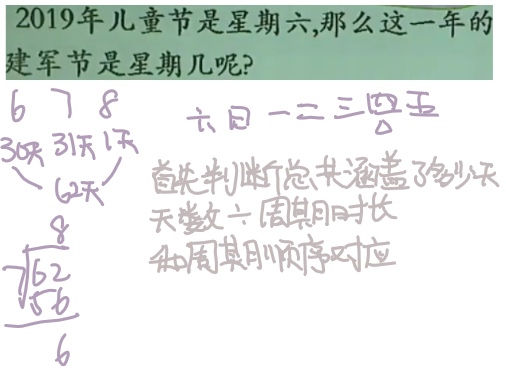 2019年儿童节是星期六,那么这一年的
建军节是星期几呢?
6 7 8
30天 31天 1天
62天
8
7 62
56
6
六日一二三四五
首先判断总共涵盖了多少天
天数÷周期时长
和周期顺序对应